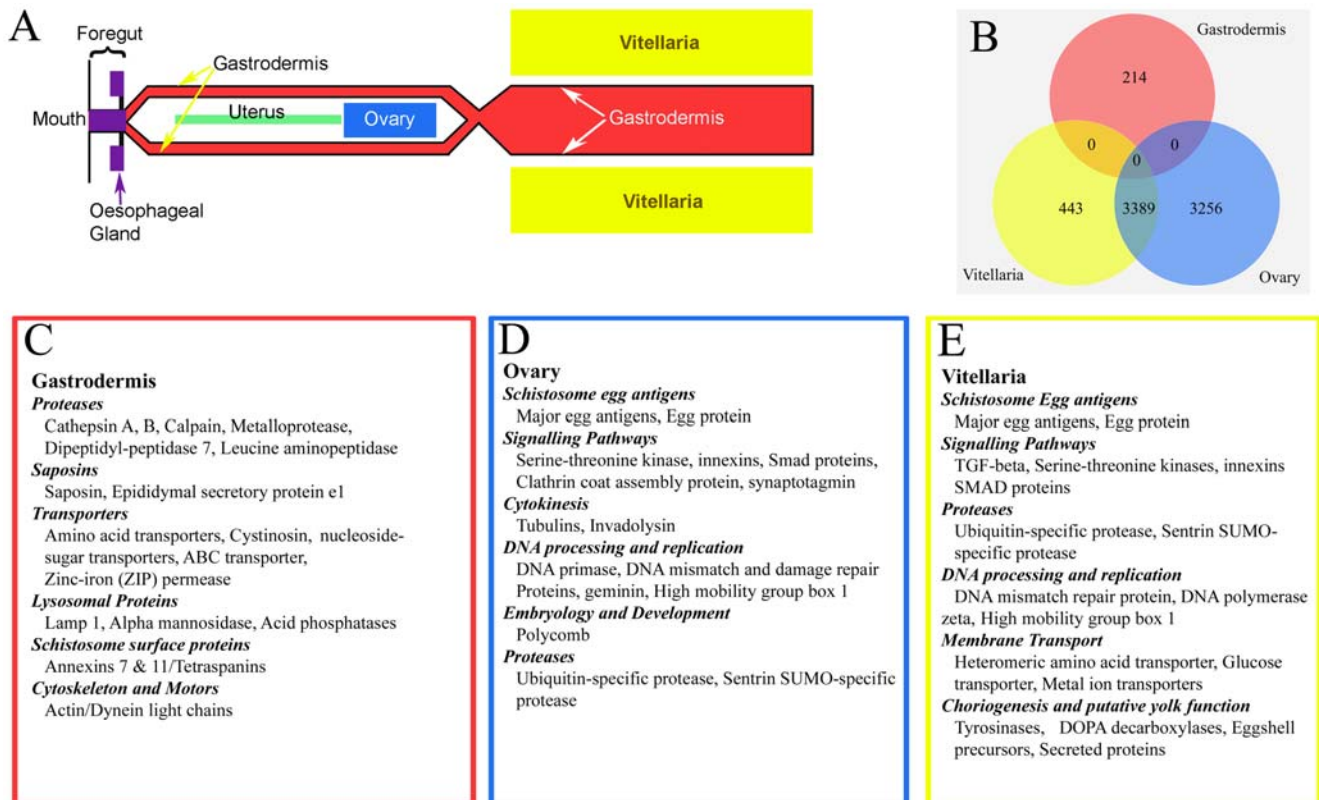 A
Foregut
Gastrodermis
Mouth
Uterus
Ovary
Oesophageal
Gland
Vitellaria
Gastrodermis
Vitellaria
B
Gastrodermis
214
0
0
0
443
3389
3256
Vitellaria
Ovary
C
Gastrodermis
Proteases
Cathepsin A, B, Calpain, Metalloprotease,
Dipeptidyl-peptidase 7, Leucine aminopeptidase
Saposins
Saposin, Epididymal secretory protein e1
Transporters
Amino acid transporters, Cystinosin, nucleoside-
sugar transporters, ABC transporter,
Zinc-iron (ZIP) permease
Lysosomal Proteins
Lamp 1, Alpha mannosidase, Acid phosphatases
Schistosome surface proteins
Annexins 7 & 11/Tetraspanins
Cytoskeleton and Motors
Actin/Dynein light chains
D
Ovary
Schistosome egg antigens
Major egg antigens, Egg protein
Signalling Pathways
Serine-threonine kinase, innexins, Smad proteins,
Clathrin coat assembly protein, synaptotagmin
Cytokinesis
Tubulins, Invadolysin
DNA processing and replication
DNA primase, DNA mismatch and damage repair
Proteins, geminin, High mobility group box 1
Embryology and Development
Polycomb
Proteases
Ubiquitin-specific protease, Sentrin SUMO-specific
protease
E
Vitellaria
Schistosome Egg antigens
Major egg antigens, Egg protein
Signalling Pathways
TGF-beta, Serine-threonine kinases, innexins
SMAD proteins
Proteases
Ubiquitin-specific protease, Sentrin SUMO-
specific protease
DNA processing and replication
DNA mismatch repair protein, DNA polymerase
zeta, High mobility group box 1
Membrane Transport
Heteromeric amino acid transporter, Glucose
transporter, Metal ion transporters
Choriogenesis and putative yolk function
Tyrosinases, DOPA decarboxylases, Eggshell
precursors, Secreted proteins